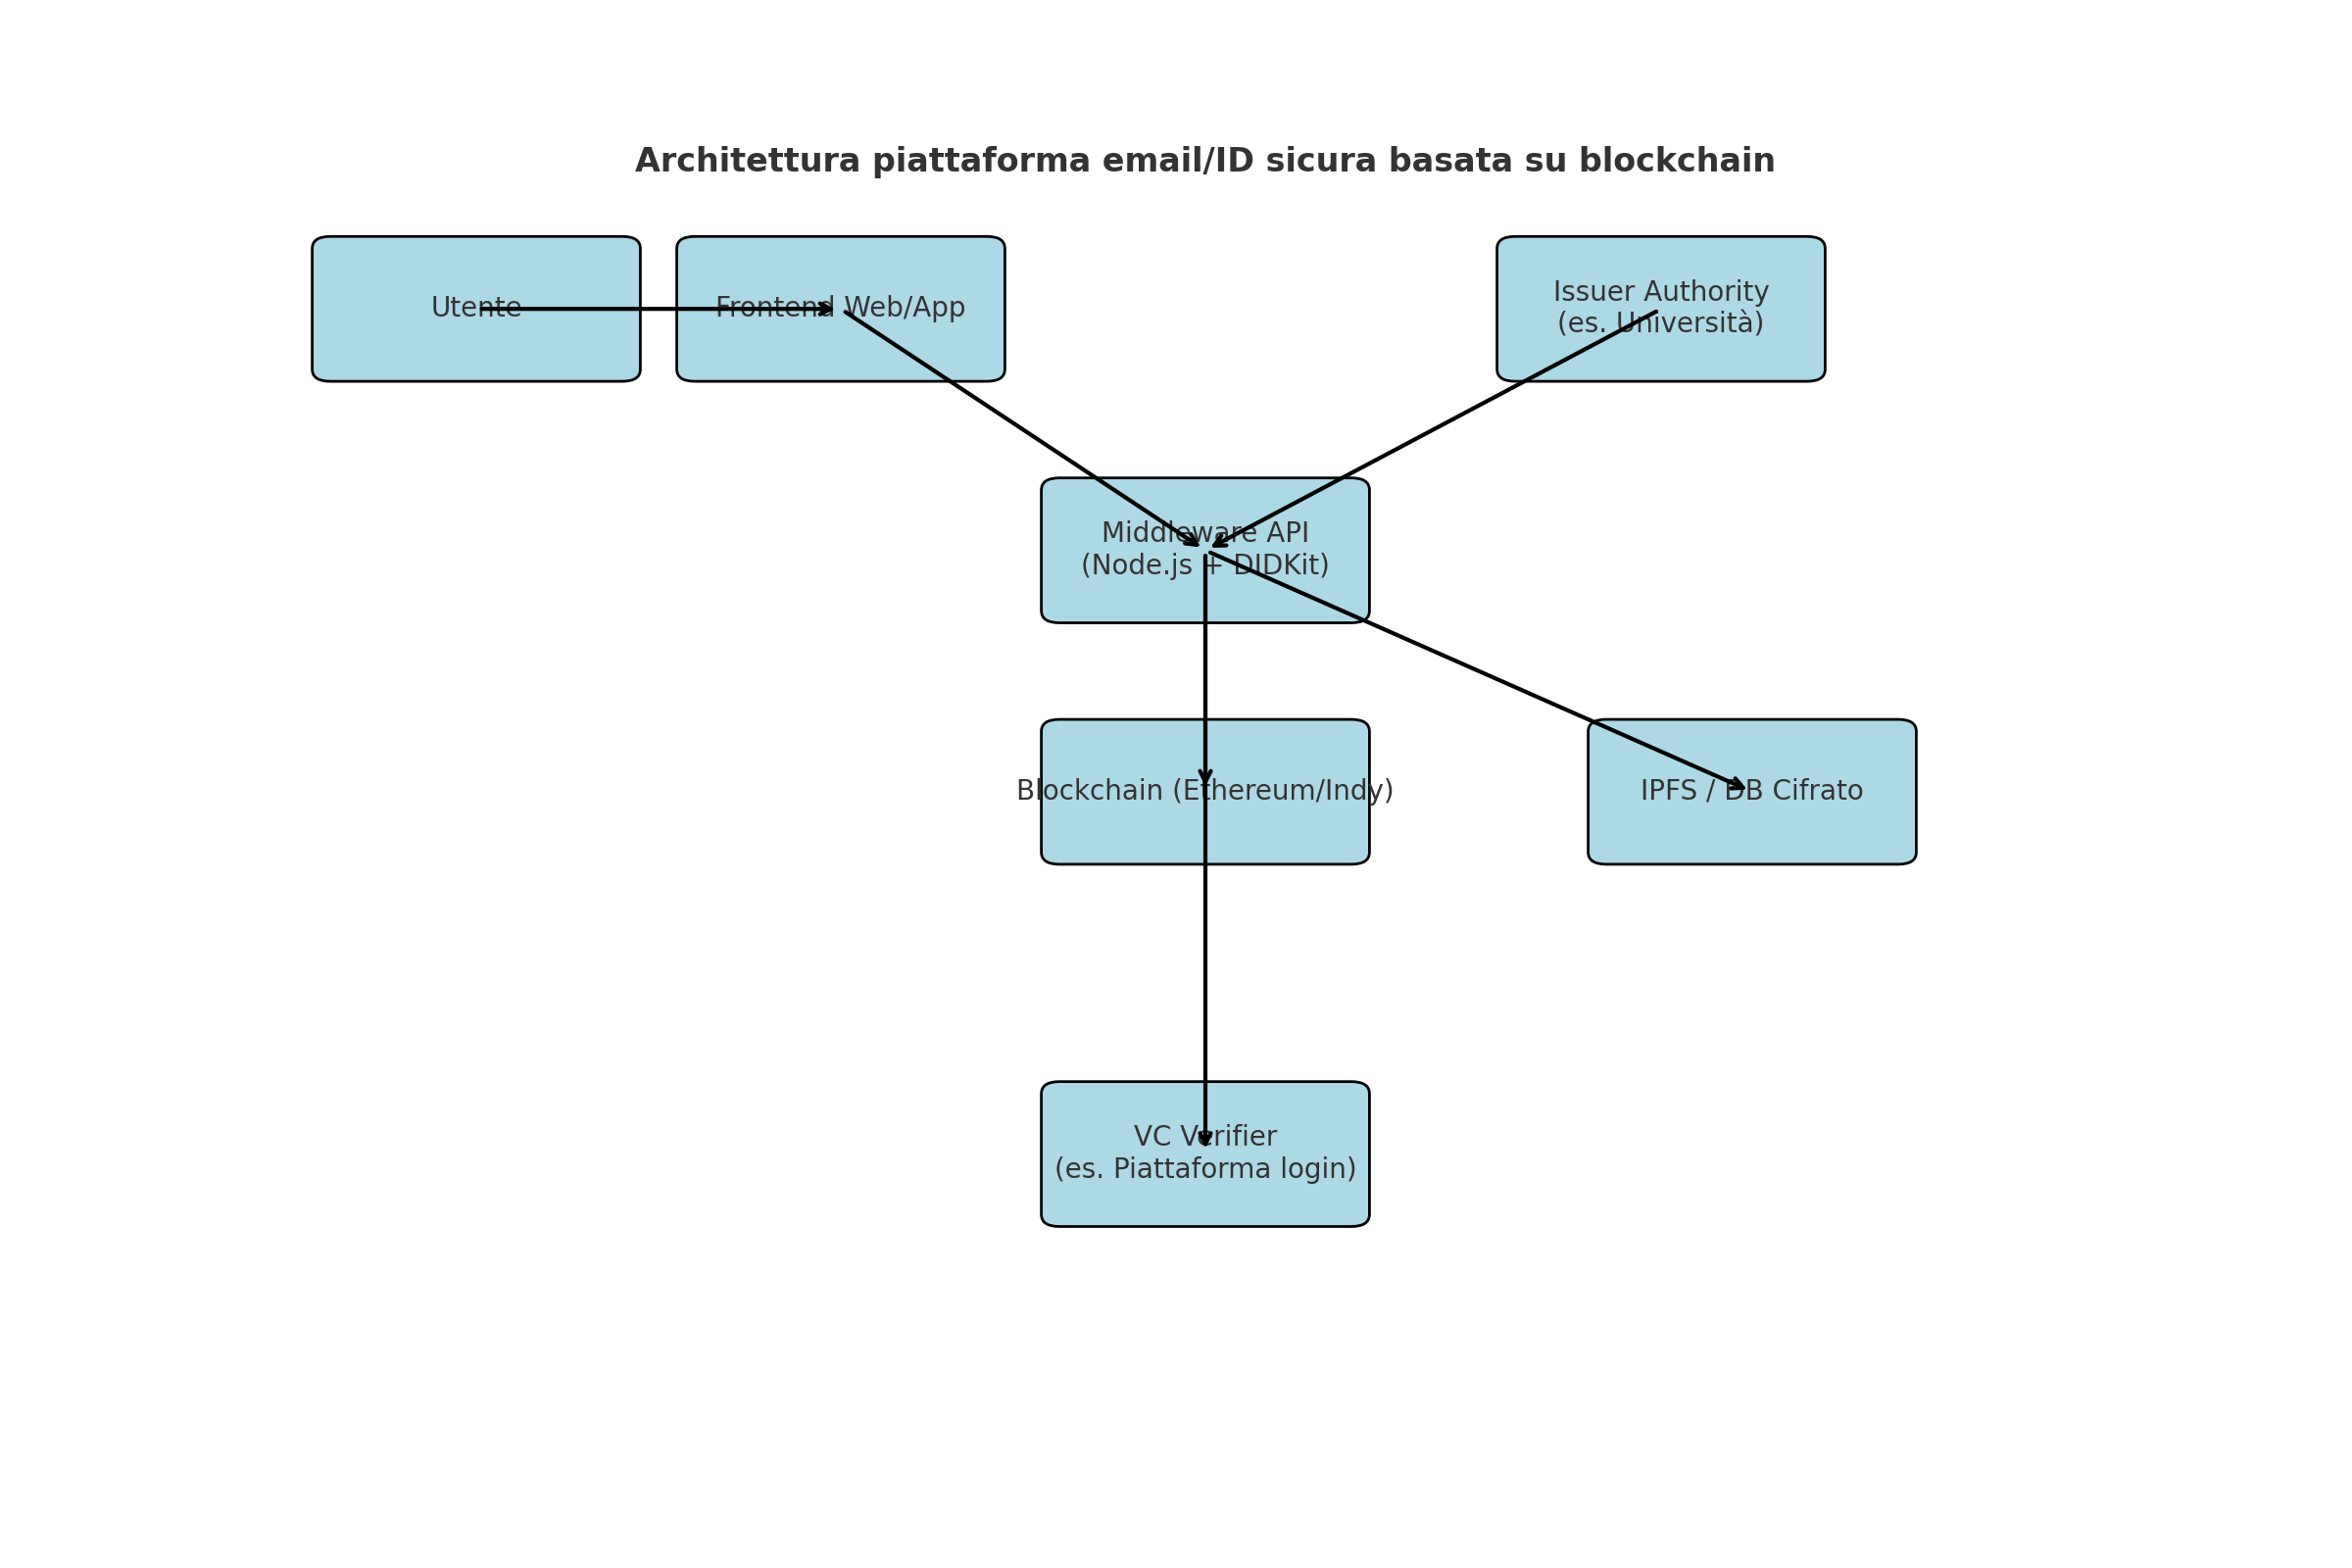 Architettura piattaforma email/ID sicura basata su blockchain
Utente
Frontend Web/App
Issuer Authority
(es. Università)
Middleware API
(Node.js + DIDKit)
Blockchain (Ethereum/Indy)
IPFS / DB Cifrato
VC Verifier
(es. Piattaforma login)